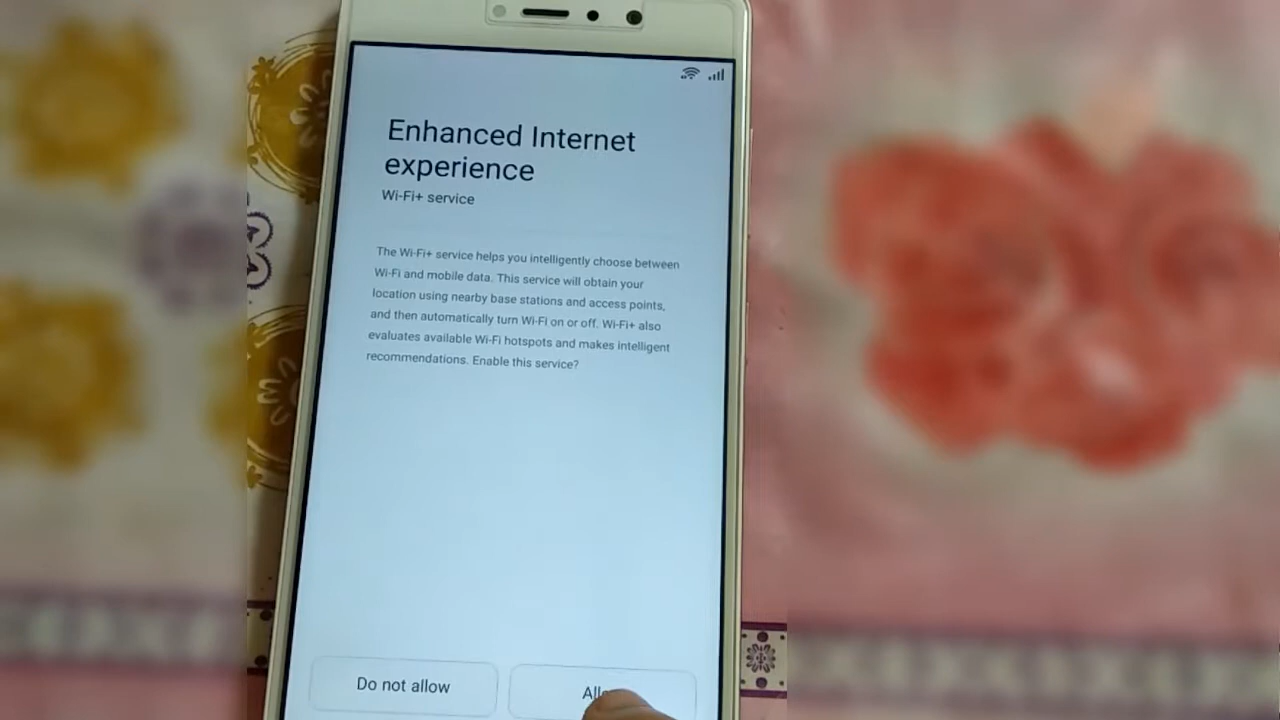 Enhanced Internet
experience
Wi-Fi+ service
The Wi-Fi+ service helps you intelligently choose between
Wi-Fi and mobile data. This service will obtain your
location using nearby base stations and access points,
and then automatically turn Wi-Fi on or off. Wi-Fi+ also
evaluates available Wi-Fi hotspots and makes intelligent
recommendations. Enable this service?
Do not allow